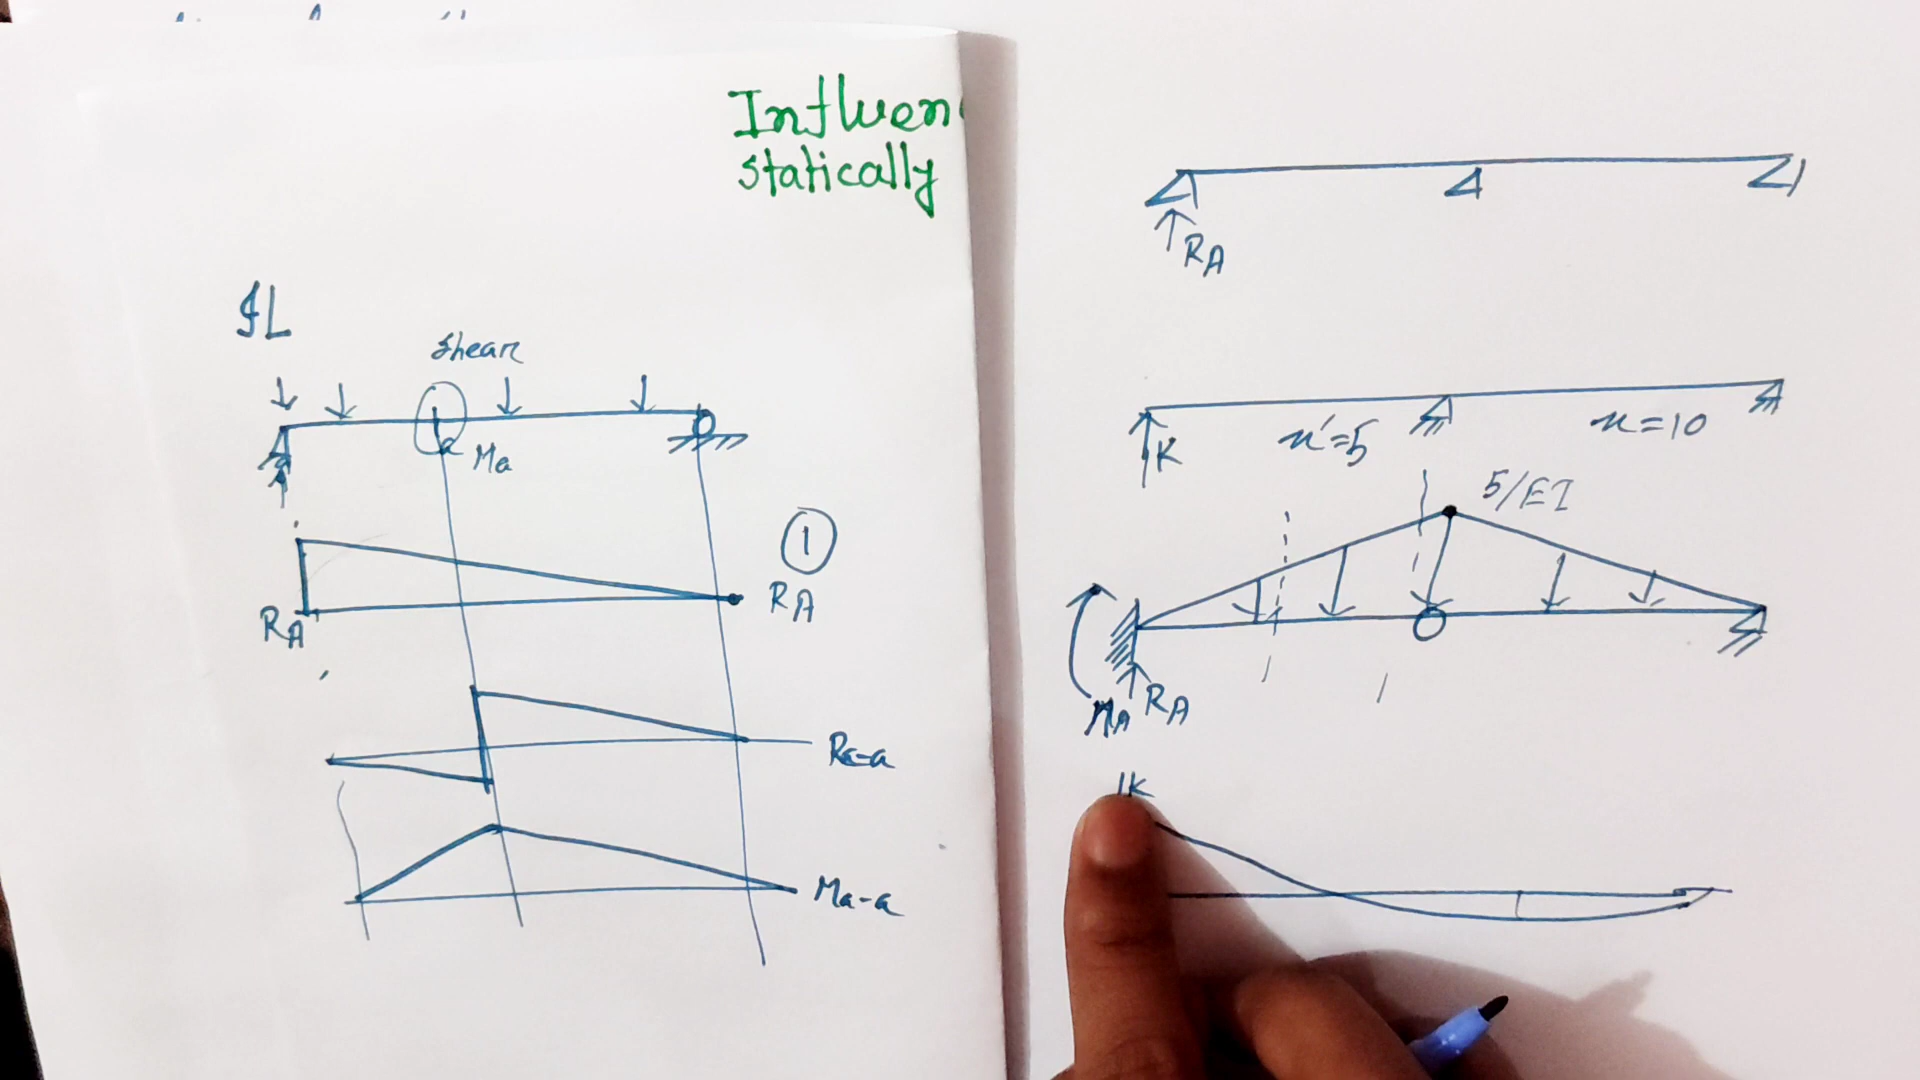 Influen
statically
IL
shear
a
Ma
1
RA
RA
Ra-a
Ma-a
RA
K
x'=5
x=10
5/EI
MA
RA
1K